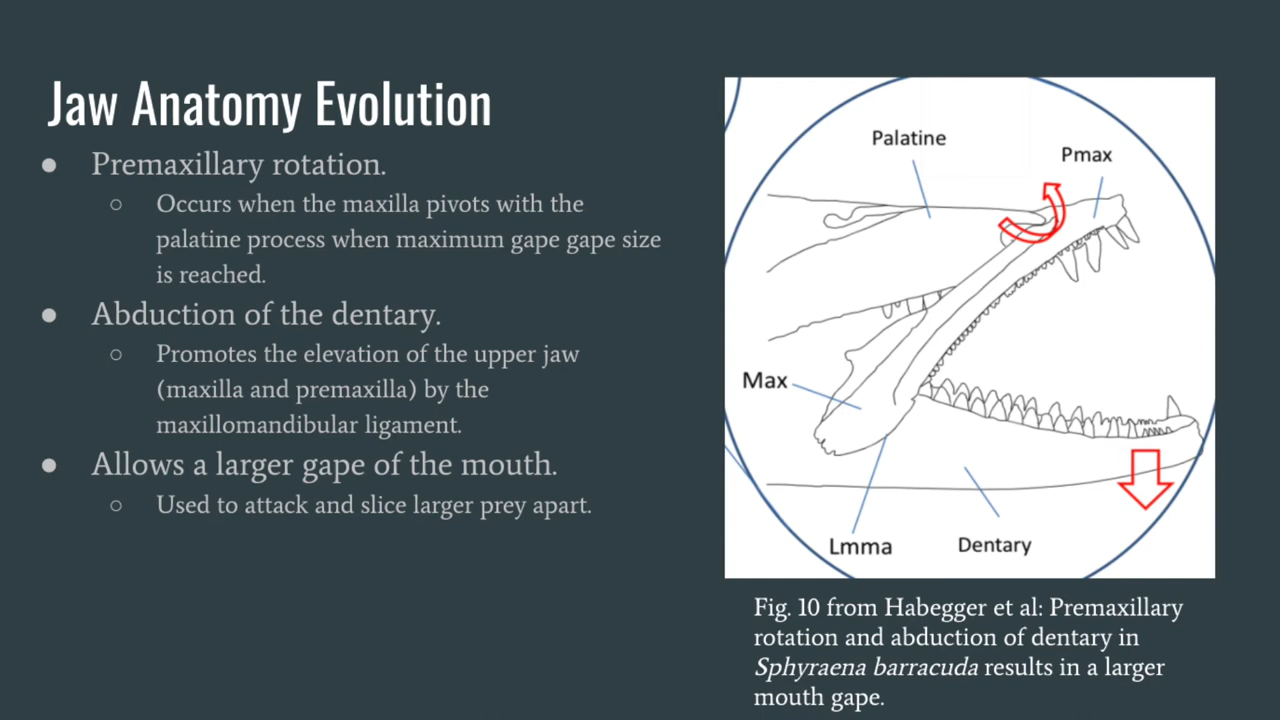 Jaw Anatomy Evolution
● Premaxillary rotation.
○ Occurs when the maxilla pivots with the
palatine process when maximum gape gape size
is reached.
● Abduction of the dentary.
○ Promotes the elevation of the upper jaw
(maxilla and premaxilla) by the
maxillomandibular ligament.
● Allows a larger gape of the mouth.
○ Used to attack and slice larger prey apart.
Palatine
Pmax
Max
Lmma
Dentary
Fig. 10 from Habegger et al: Premaxillary
rotation and abduction of dentary in
Sphyraena barracuda results in a larger
mouth gape.